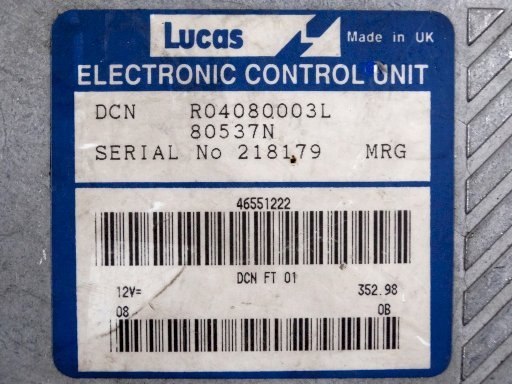 Lucas Made in UK
ELECTRONIC CONTROL UNIT
DCN R04080003L
80537N
SERIAL No 218179 MRG
46551222
DCN FT 01
12V= 352.98
08 0B